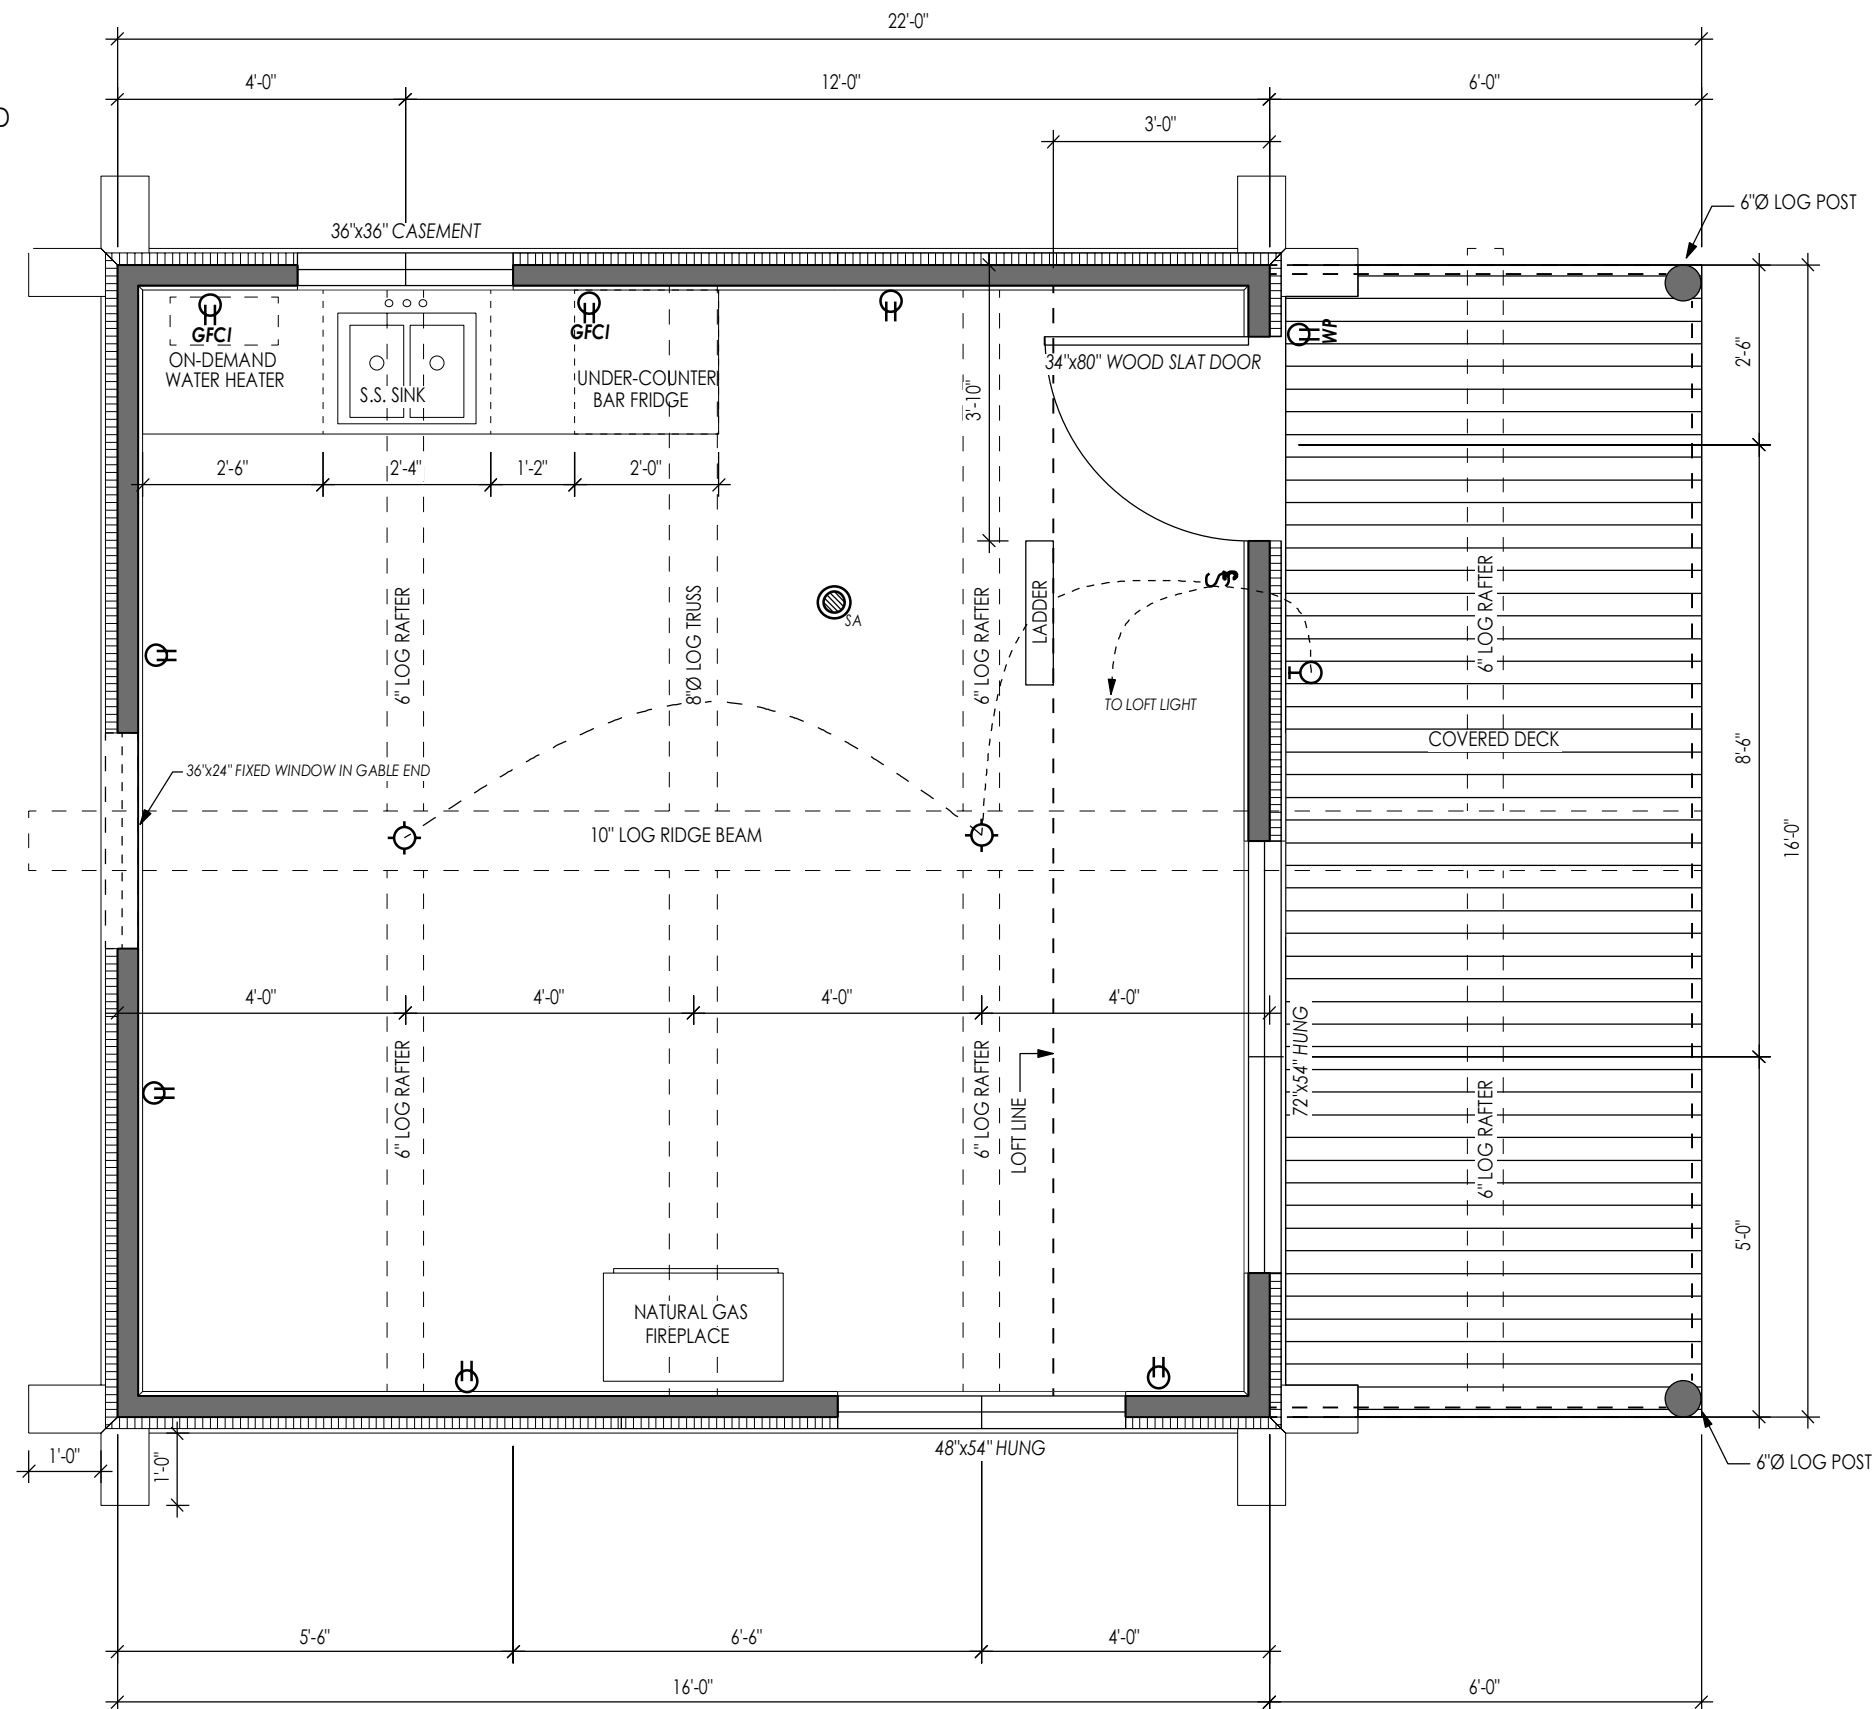 22'-0"
4'-0"
12'-0"
6'-0"
D
3'-0"
6"Ø LOG POST
36"x36" CASEMENT
GFCI
GFCI
WP
ON-DEMAND
WATER HEATER
S.S. SINK
UNDER-COUNTER
BAR FRIDGE
34"x80" WOOD SLAT DOOR
2'-6"
3'-10"
2'-6"
2'-4"
1'-2"
2'-0"
6" LOG RAFTER
8"Ø LOG TRUSS
SA
6" LOG RAFTER
LADDER
S3
6" LOG RAFTER
TO LOFT LIGHT
COVERED DECK
8'-6"
36"x24" FIXED WINDOW IN GABLE END
10" LOG RIDGE BEAM
16'-0"
4'-0"
4'-0"
4'-0"
4'-0"
72"x54" HUNG
6" LOG RAFTER
6" LOG RAFTER
LOFT LINE
6" LOG RAFTER
5'-0"
NATURAL GAS
FIREPLACE
48"x54" HUNG
1'-0"
1'-0"
6"Ø LOG POST
5'-6"
6'-6"
4'-0"
16'-0"
6'-0"